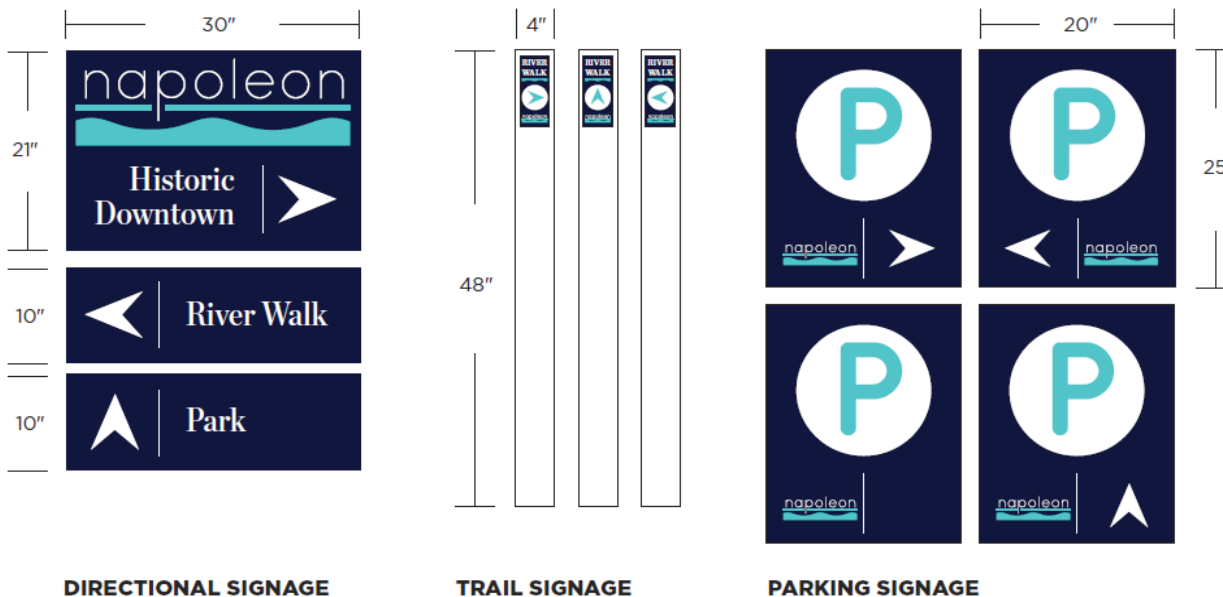 30"
21"
napoleon
Historic
Downtown
10"
River Walk
10"
Park
DIRECTIONAL SIGNAGE
4"
48"
RIVER
WALK
napoleon
RIVER
WALK
napoleon
RIVER
WALK
napoleon
TRAIL SIGNAGE
20"
25
P
napoleon
P
napoleon
P
napoleon
P
napoleon
PARKING SIGNAGE